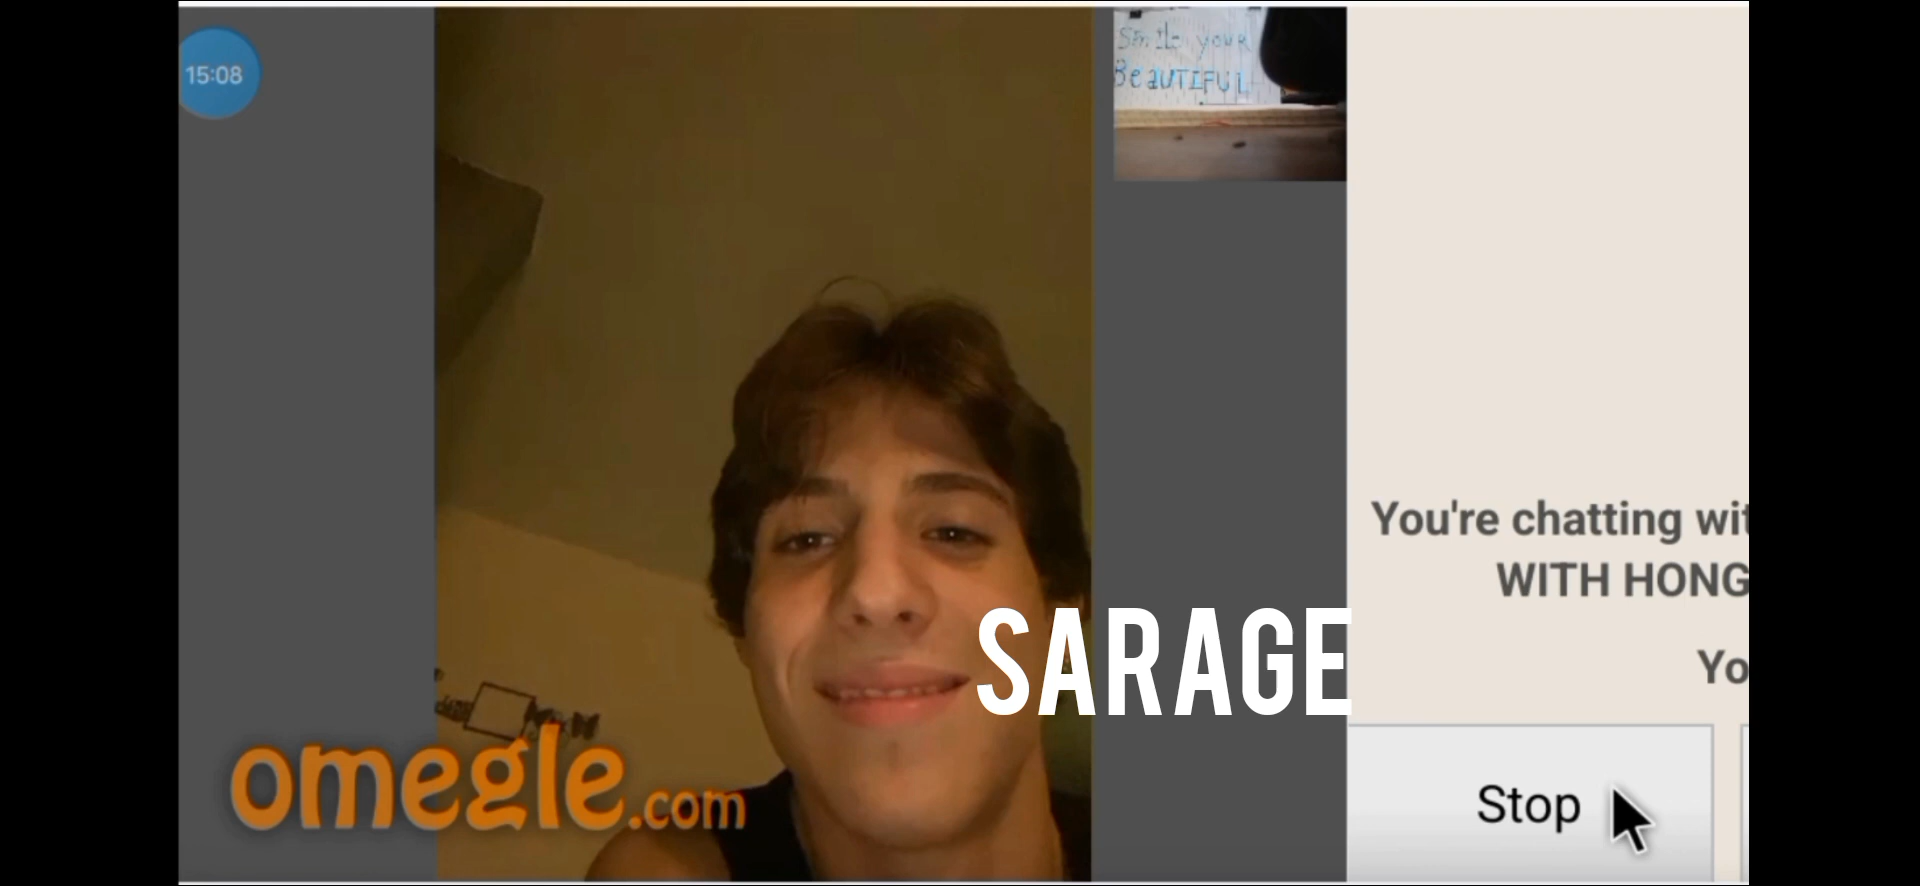 15:08
SmIle your
BeaUTIFUL
You're chatting wit
WITH HONG
Yo
SARAGE
omegle.com
Stop